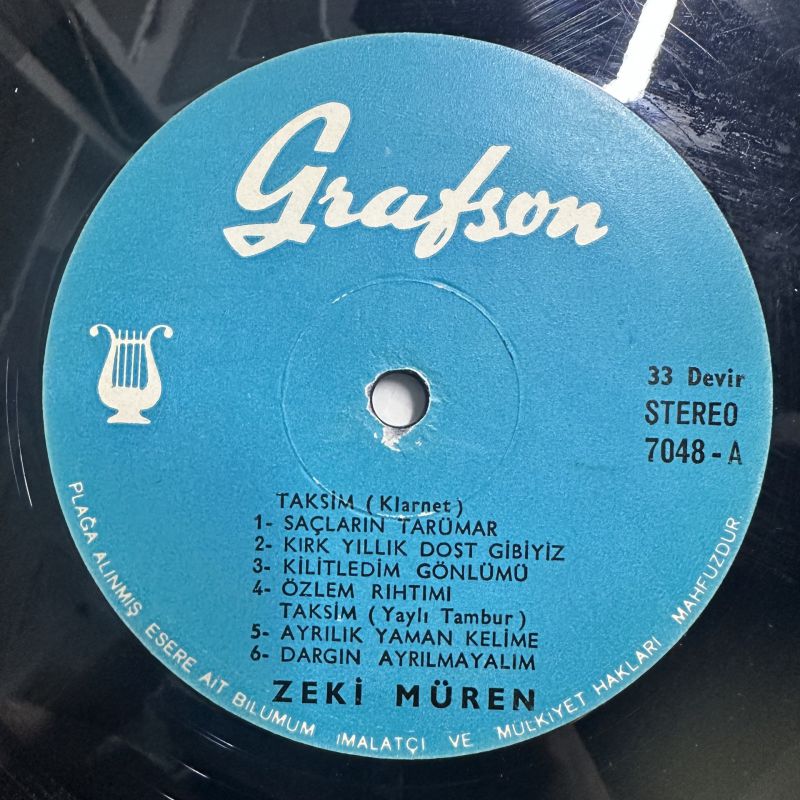 Grafson
33 Devir
STEREO
7048-A
TAKSİM (Klarnet)
1- SAÇLARIN TARÜMAR
2- KIRK YILLIK DOST GİBİYİZ
3- KİLİTLEDİM GÖNLÜMÜ
4- ÖZLEM RIHTIMI
TAKSİM (Yaylı Tambur)
5- AYRILIK YAMAN KELİME
6- DARGIN AYRILMAYALIM
ZEKİ MÜREN
PLAĞA ALINMIŞ ESERE AİT BİLUMUM İMALATÇI VE MÜLKİYET HAKLARI MAHFUZDUR.